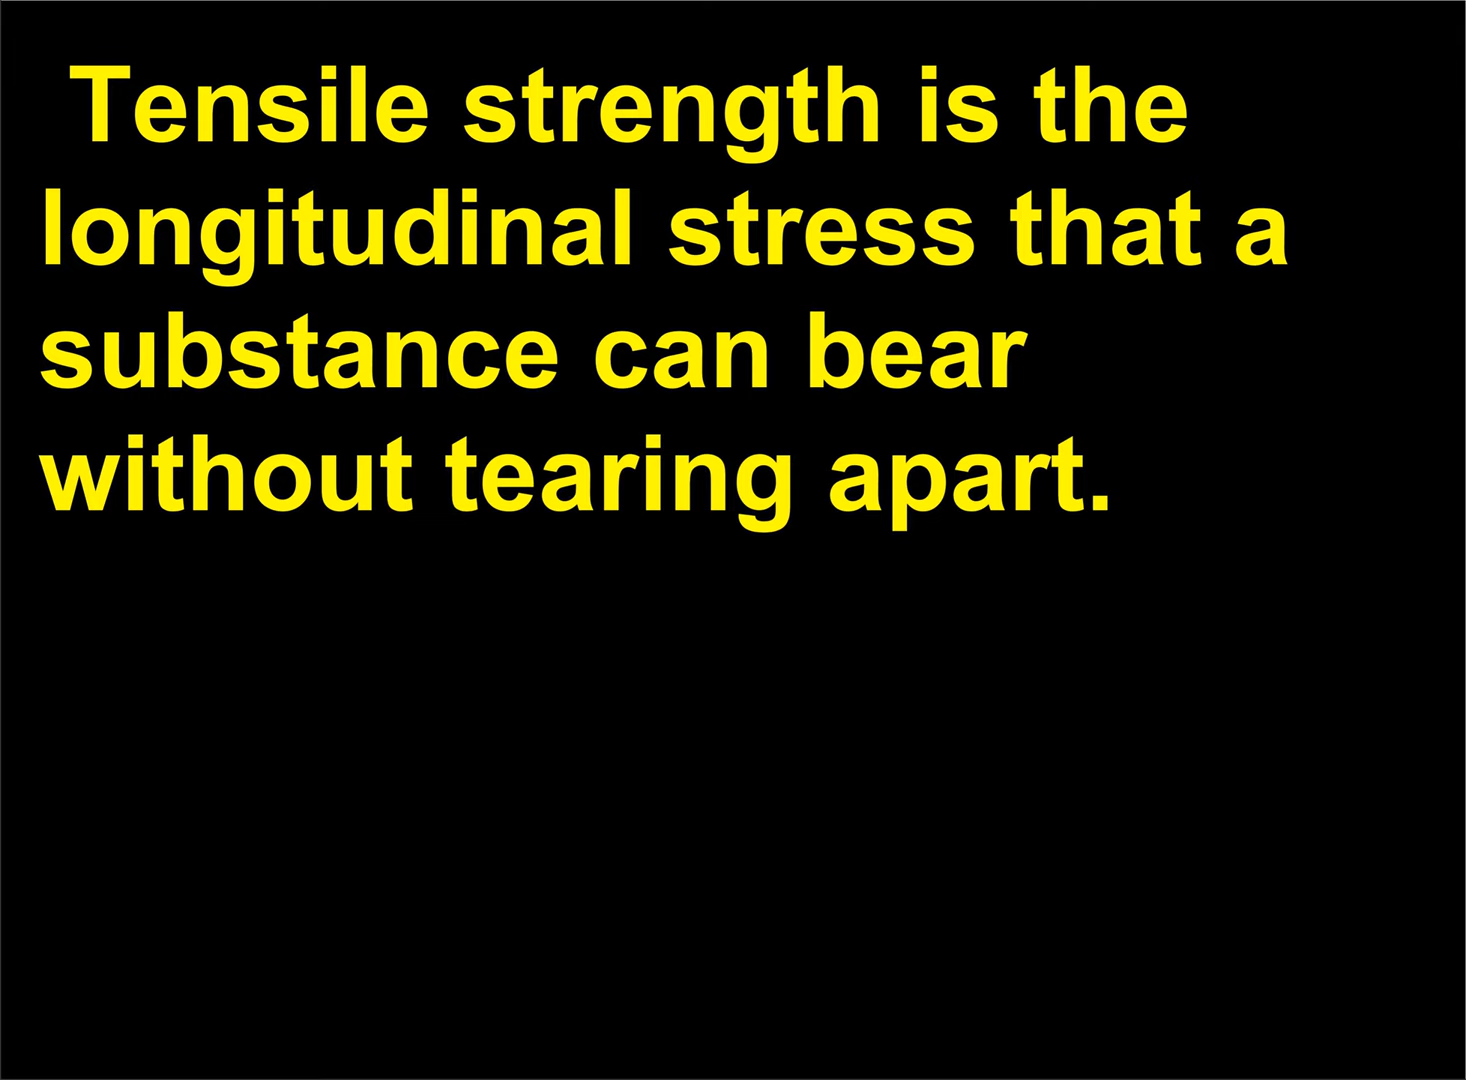 Tensile strength is the
longitudinal stress that a
substance can bear
without tearing apart.